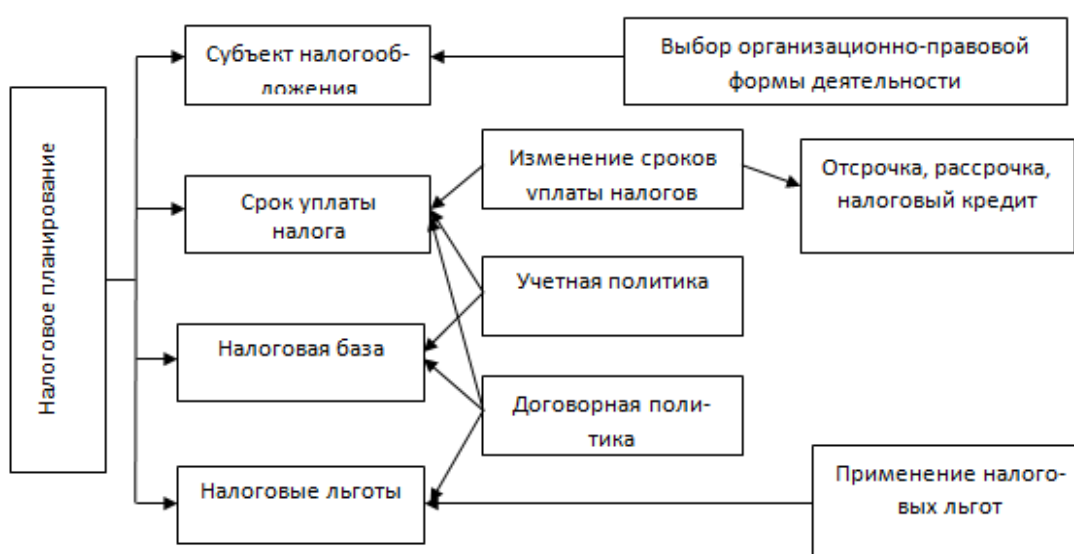 Налоговое планирование
Субъект налогооб-
ложения
Выбор организационно-правовой
формы деятельности
Срок уплаты
налога
Изменение сроков
уплаты налогов
Отсрочка, рассрочка,
налоговый кредит
Учетная политика
Налоговая база
Договорная поли-
тика
Налоговые льготы
Применение налого-
вых льгот